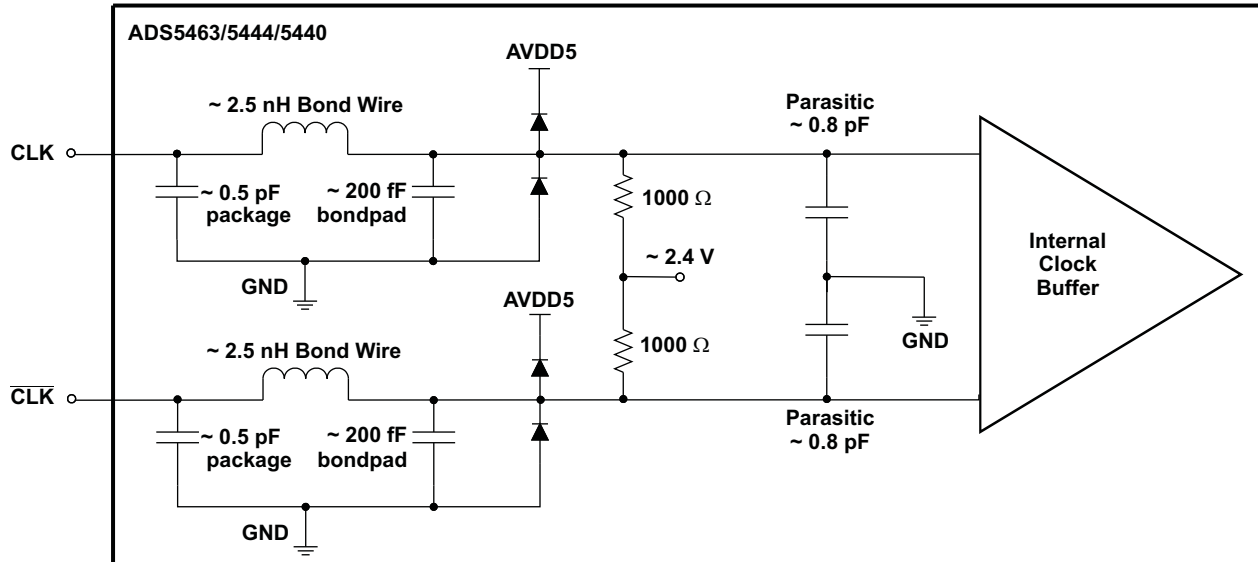 ADS5463/5444/5440
AVDD5
~ 2.5 nH Bond Wire
Parasitic
~ 0.8 pF
CLK
~ 0.5 pF
package
~ 200 fF
bondpad
1000 Ω
~ 2.4 V
Internal
Clock
Buffer
GND
AVDD5
GND
~ 2.5 nH Bond Wire
1000 Ω
CLK
~ 0.5 pF
package
~ 200 fF
bondpad
Parasitic
~ 0.8 pF
GND